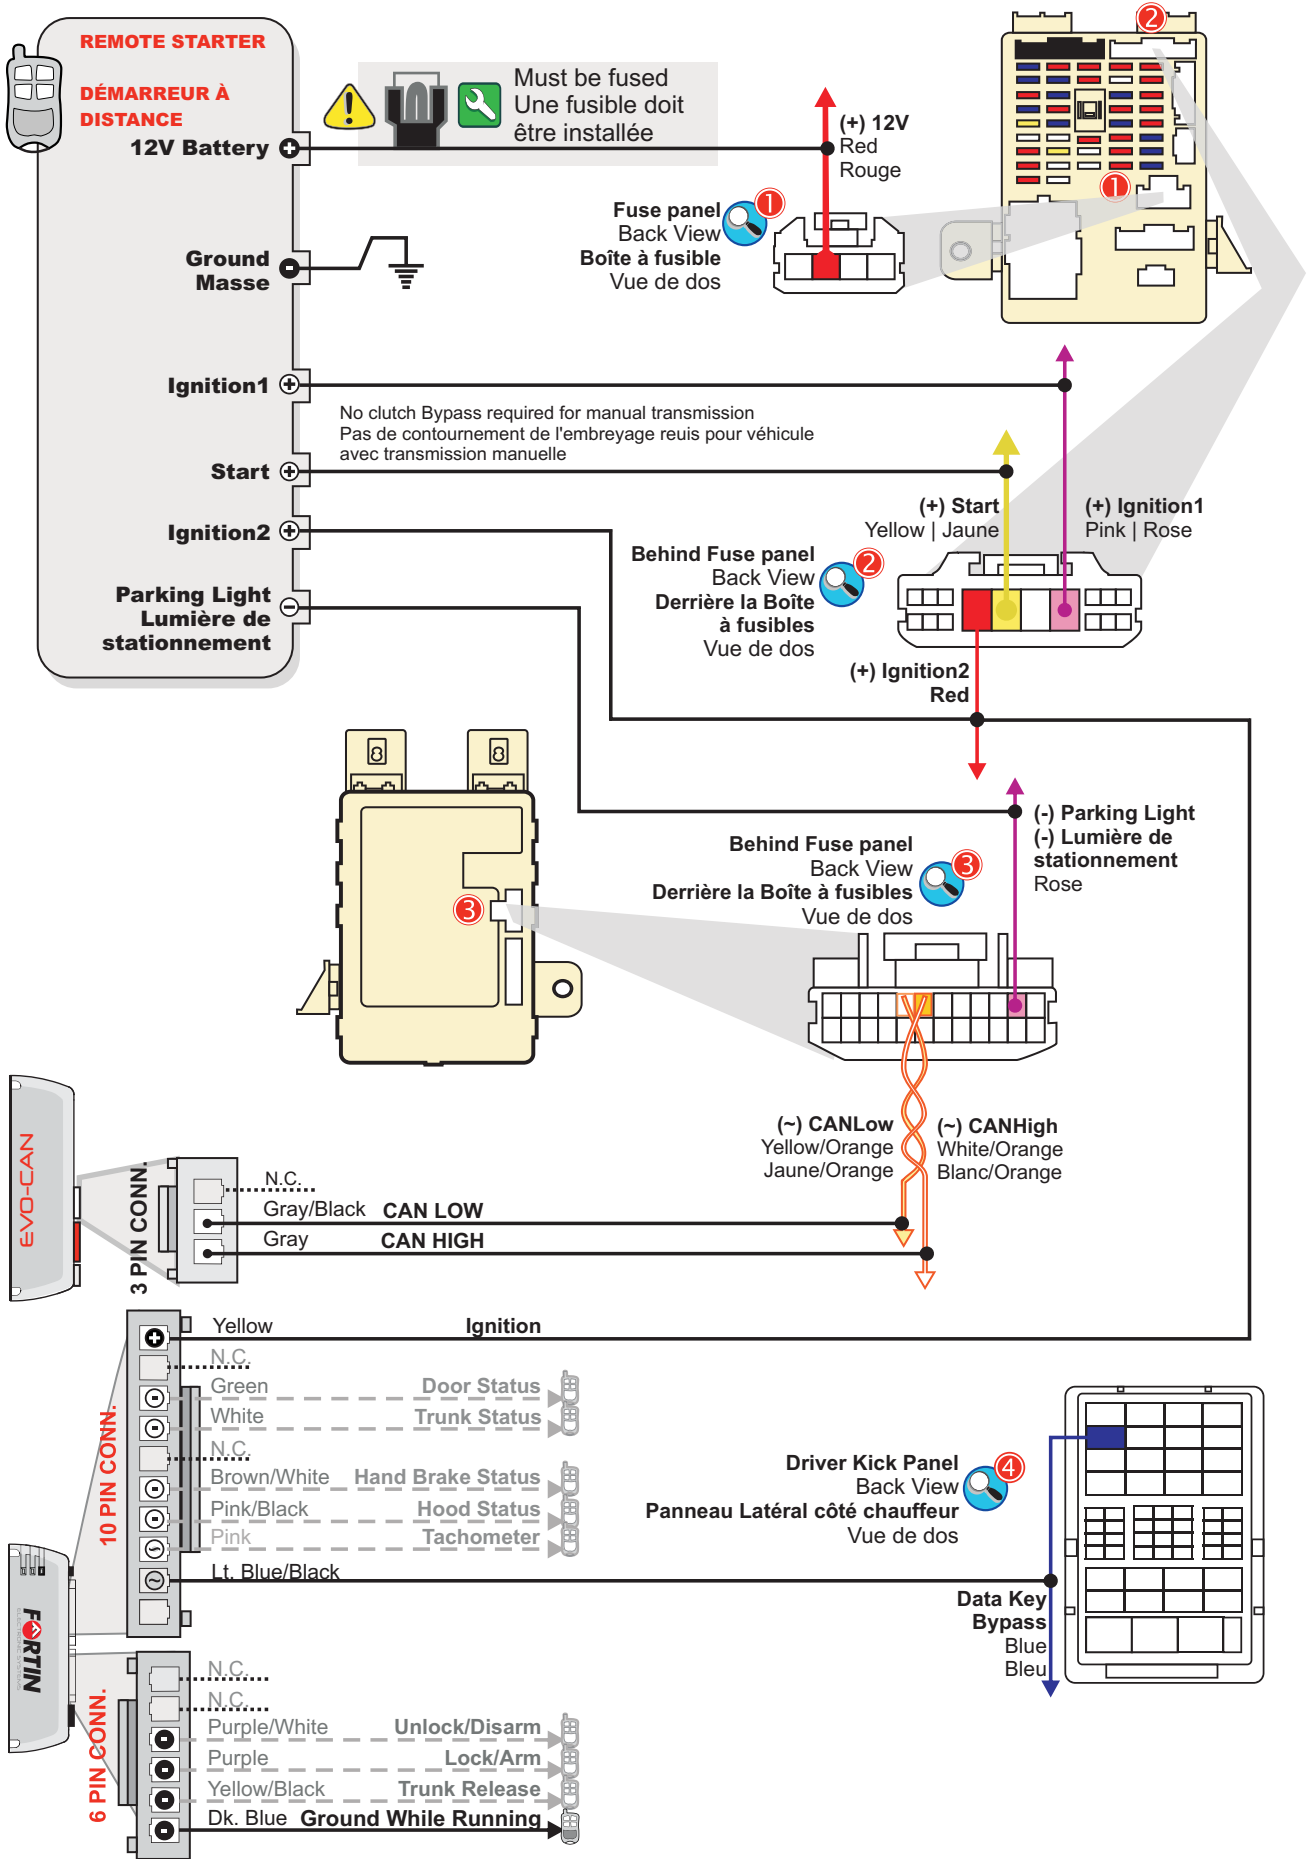 REMOTE STARTER
DÉMARREUR À
DISTANCE
12V Battery
Ground
Masse
Ignition1
Start
Ignition2
Parking Light
Lumière de
stationnement
Must be fused
Une fusible doit
être installée
(+) 12V
Red
Rouge
2
1
Fuse panel
Back View
Boîte à fusible
Vue de dos
1
No clutch Bypass required for manual transmission
Pas de contournement de l'embreyage reuis pour véhicule
avec transmission manuelle
(+) Start
Yellow | Jaune
(+) Ignition1
Pink | Rose
Behind Fuse panel
Back View
Derrière la Boîte
à fusibles
Vue de dos
2
(+) Ignition2
Red
(-) Parking Light
(-) Lumière de
stationnement
Rose
Behind Fuse panel
Back View
Derrière la Boîte à fusibles
Vue de dos
3
3
(~) CANLow
Yellow/Orange
Jaune/Orange
(~) CANHigh
White/Orange
Blanc/Orange
EVO-CAN
3 PIN CONN.
N.C.
Gray/Black CAN LOW
Gray CAN HIGH
10 PIN CONN.
Yellow Ignition
N.C.
Green Door Status
White Trunk Status
N.C.
Brown/White Hand Brake Status
Pink/Black Hood Status
Pink Tachometer
Lt. Blue/Black
Driver Kick Panel
Back View
Panneau Latéral côté chauffeur
Vue de dos
4
Data Key
Bypass
Blue
Bleu
FORTIN
ELECTRONIC SYSTEMS
6 PIN CONN.
N.C.
N.C.
Purple/White Unlock/Disarm
Purple Lock/Arm
Yellow/Black Trunk Release
Dk. Blue Ground While Running